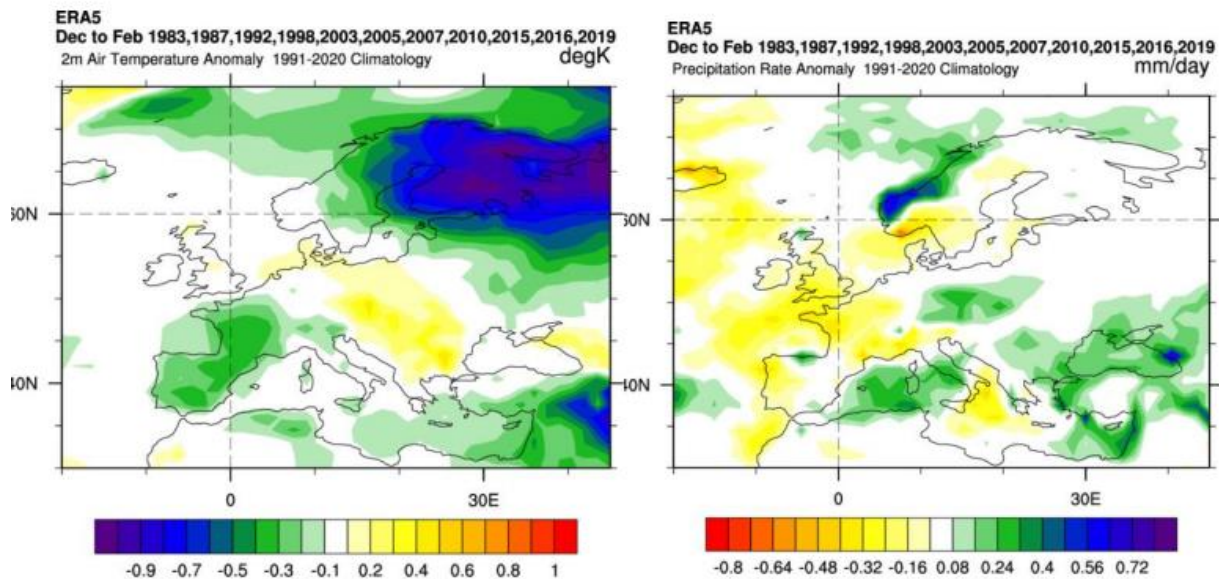 ERA5
Dec to Feb 1983,1987,1992,1998,2003,2005,2007,2010,2015,2016,2019
2m Air Temperature Anomaly 1991-2020 Climatology degK
60N
40N
0 30E
-0.9 -0.7 -0.5 -0.3 -0.1 0.2 0.4 0.6 0.8 1
ERA5
Dec to Feb 1983,1987,1992,1998,2003,2005,2007,2010,2015,2016,2019
Precipitation Rate Anomaly 1991-2020 Climatology mm/day
0 30E
-0.8 -0.64 -0.48 -0.32 -0.16 0.08 0.24 0.4 0.56 0.72